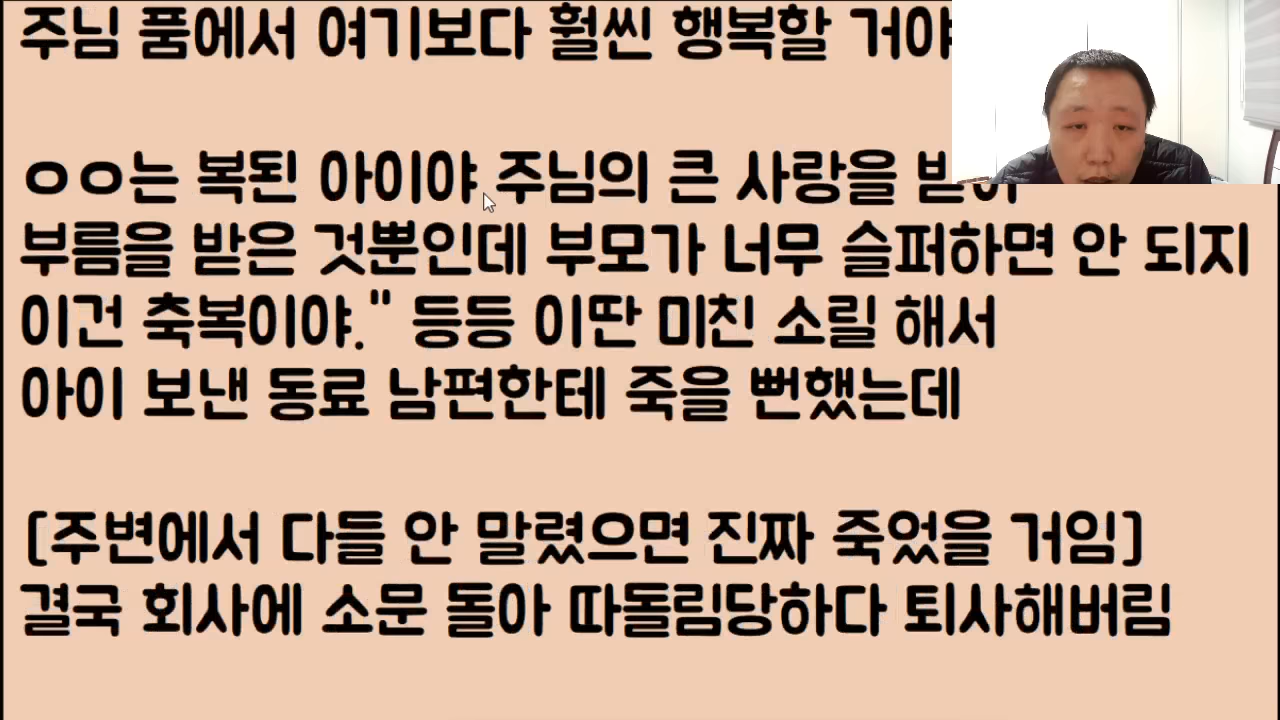 주님 품에서 여기보다 훨씬 행복할 거야
ㅇㅇ는 복된 아이야 주님의 큰 사랑을
부름을 받은 것뿐인데 부모가 너무 슬퍼하면 안 되지
이건 축복이야." 등등 이딴 미친 소릴 해서
아이 보낸 동료 남편한테 죽을 뻔했는데
[주변에서 다들 안 말렸으면 진짜 죽었을 거임]
결국 회사에 소문 돌아 따돌림당하다 퇴사해버림